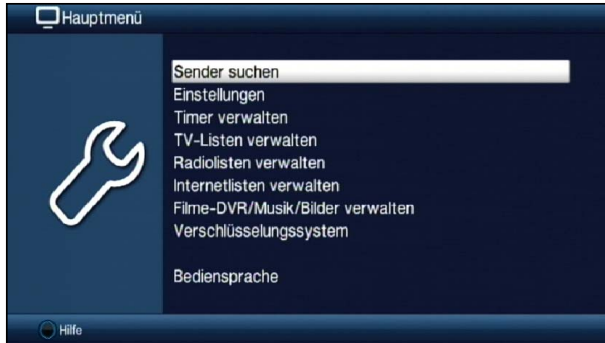 Hauptmenü
Sender suchen
Einstellungen
Timer verwalten
TV-Listen verwalten
Radiolisten verwalten
Internetlisten verwalten
Filme-DVR/Musik/Bilder verwalten
Verschlüsselungssystem
Bediensprache
Hilfe